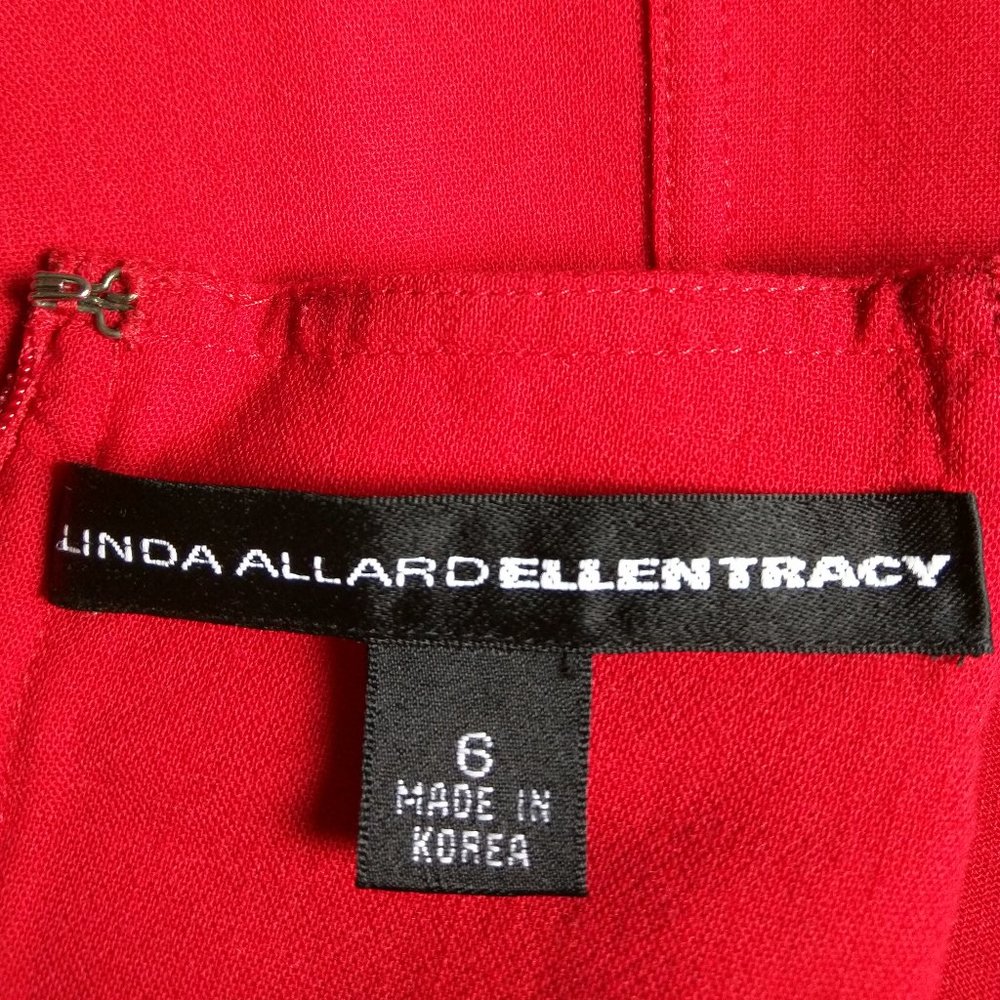 LINDA ALLARD ELLEN TRACY
6
MADE IN
KOREA